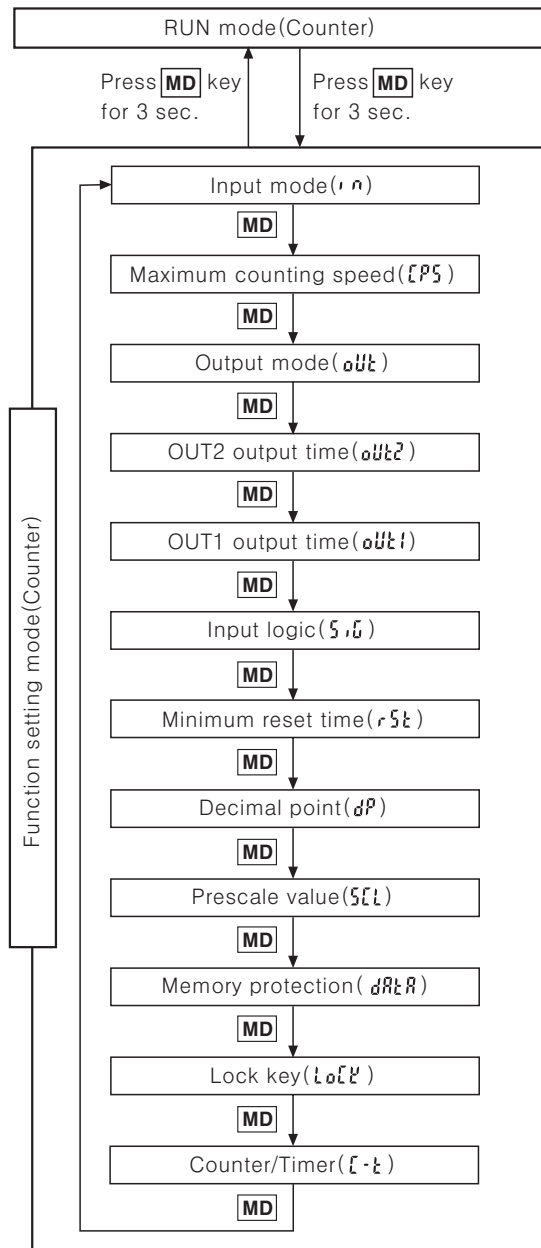 RUN mode(Counter)
Press MD key
for 3 sec.
Press MD key
for 3 sec.
Function setting mode(Counter)
Input mode(in)
MD
Maximum counting speed(CPS)
MD
Output mode(oUt)
MD
OUT2 output time(oUt2)
MD
OUT1 output time(oUt1)
MD
Input logic(SiG)
MD
Minimum reset time(rSt)
MD
Decimal point(dP)
MD
Prescale value(SCL)
MD
Memory protection( dAtA)
MD
Lock key(LoCK )
MD
Counter/Timer(C-t)
MD